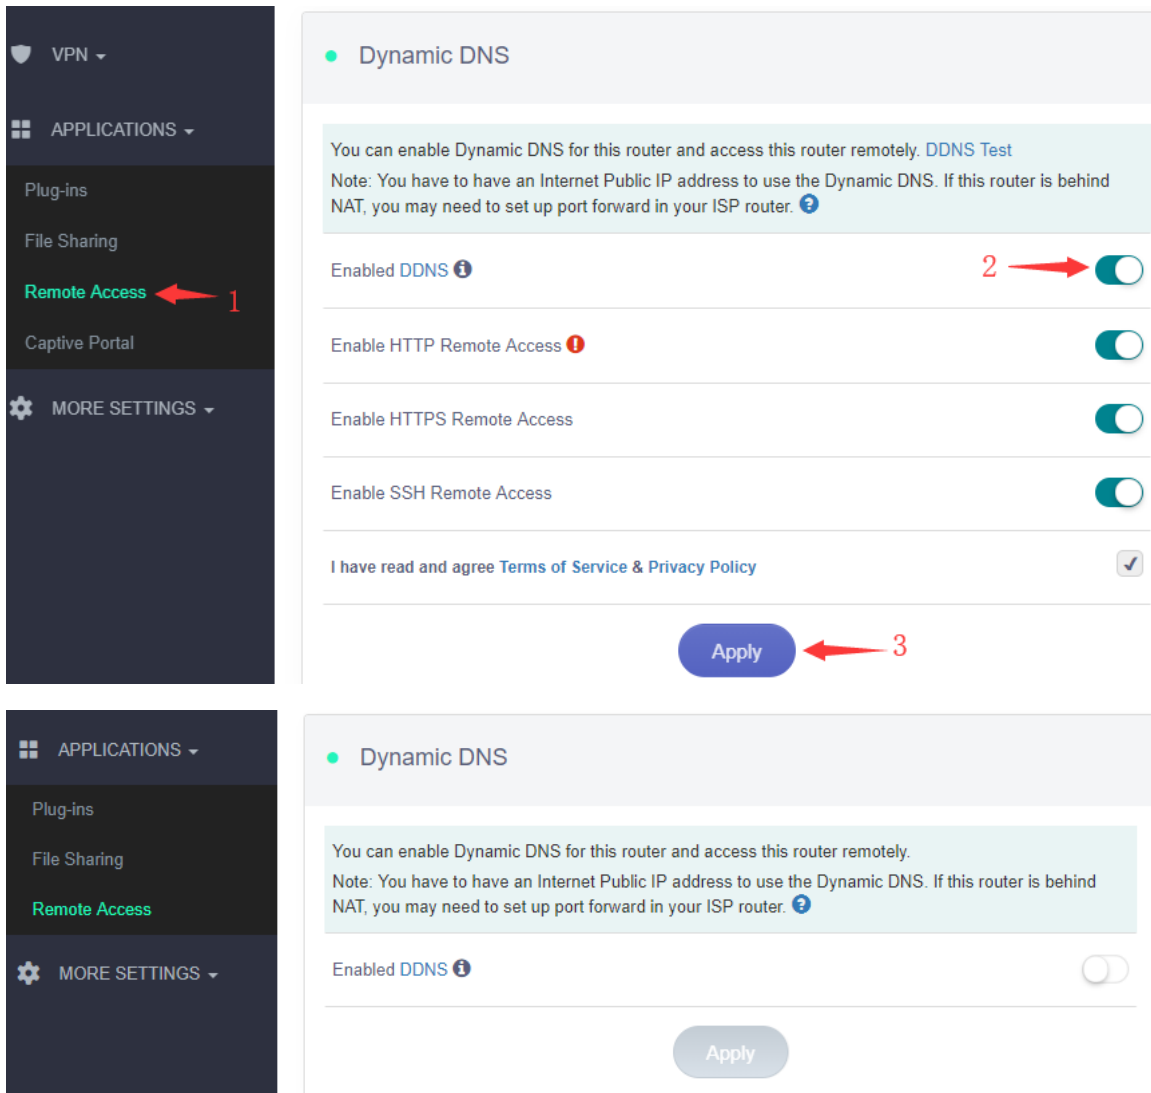 VPN
APPLICATIONS
Plug-ins
File Sharing
Remote Access
1
Captive Portal
MORE SETTINGS
Dynamic DNS
You can enable Dynamic DNS for this router and access this router remotely. DDNS Test
Note: You have to have an Internet Public IP address to use the Dynamic DNS. If this router is behind
NAT, you may need to set up port forward in your ISP router.
Enabled DDNS
2
Enable HTTP Remote Access
Enable HTTPS Remote Access
Enable SSH Remote Access
I have read and agree Terms of Service & Privacy Policy
Apply
3
APPLICATIONS
Plug-ins
File Sharing
Remote Access
MORE SETTINGS
Dynamic DNS
You can enable Dynamic DNS for this router and access this router remotely.
Note: You have to have an Internet Public IP address to use the Dynamic DNS. If this router is behind
NAT, you may need to set up port forward in your ISP router.
Enabled DDNS
Apply